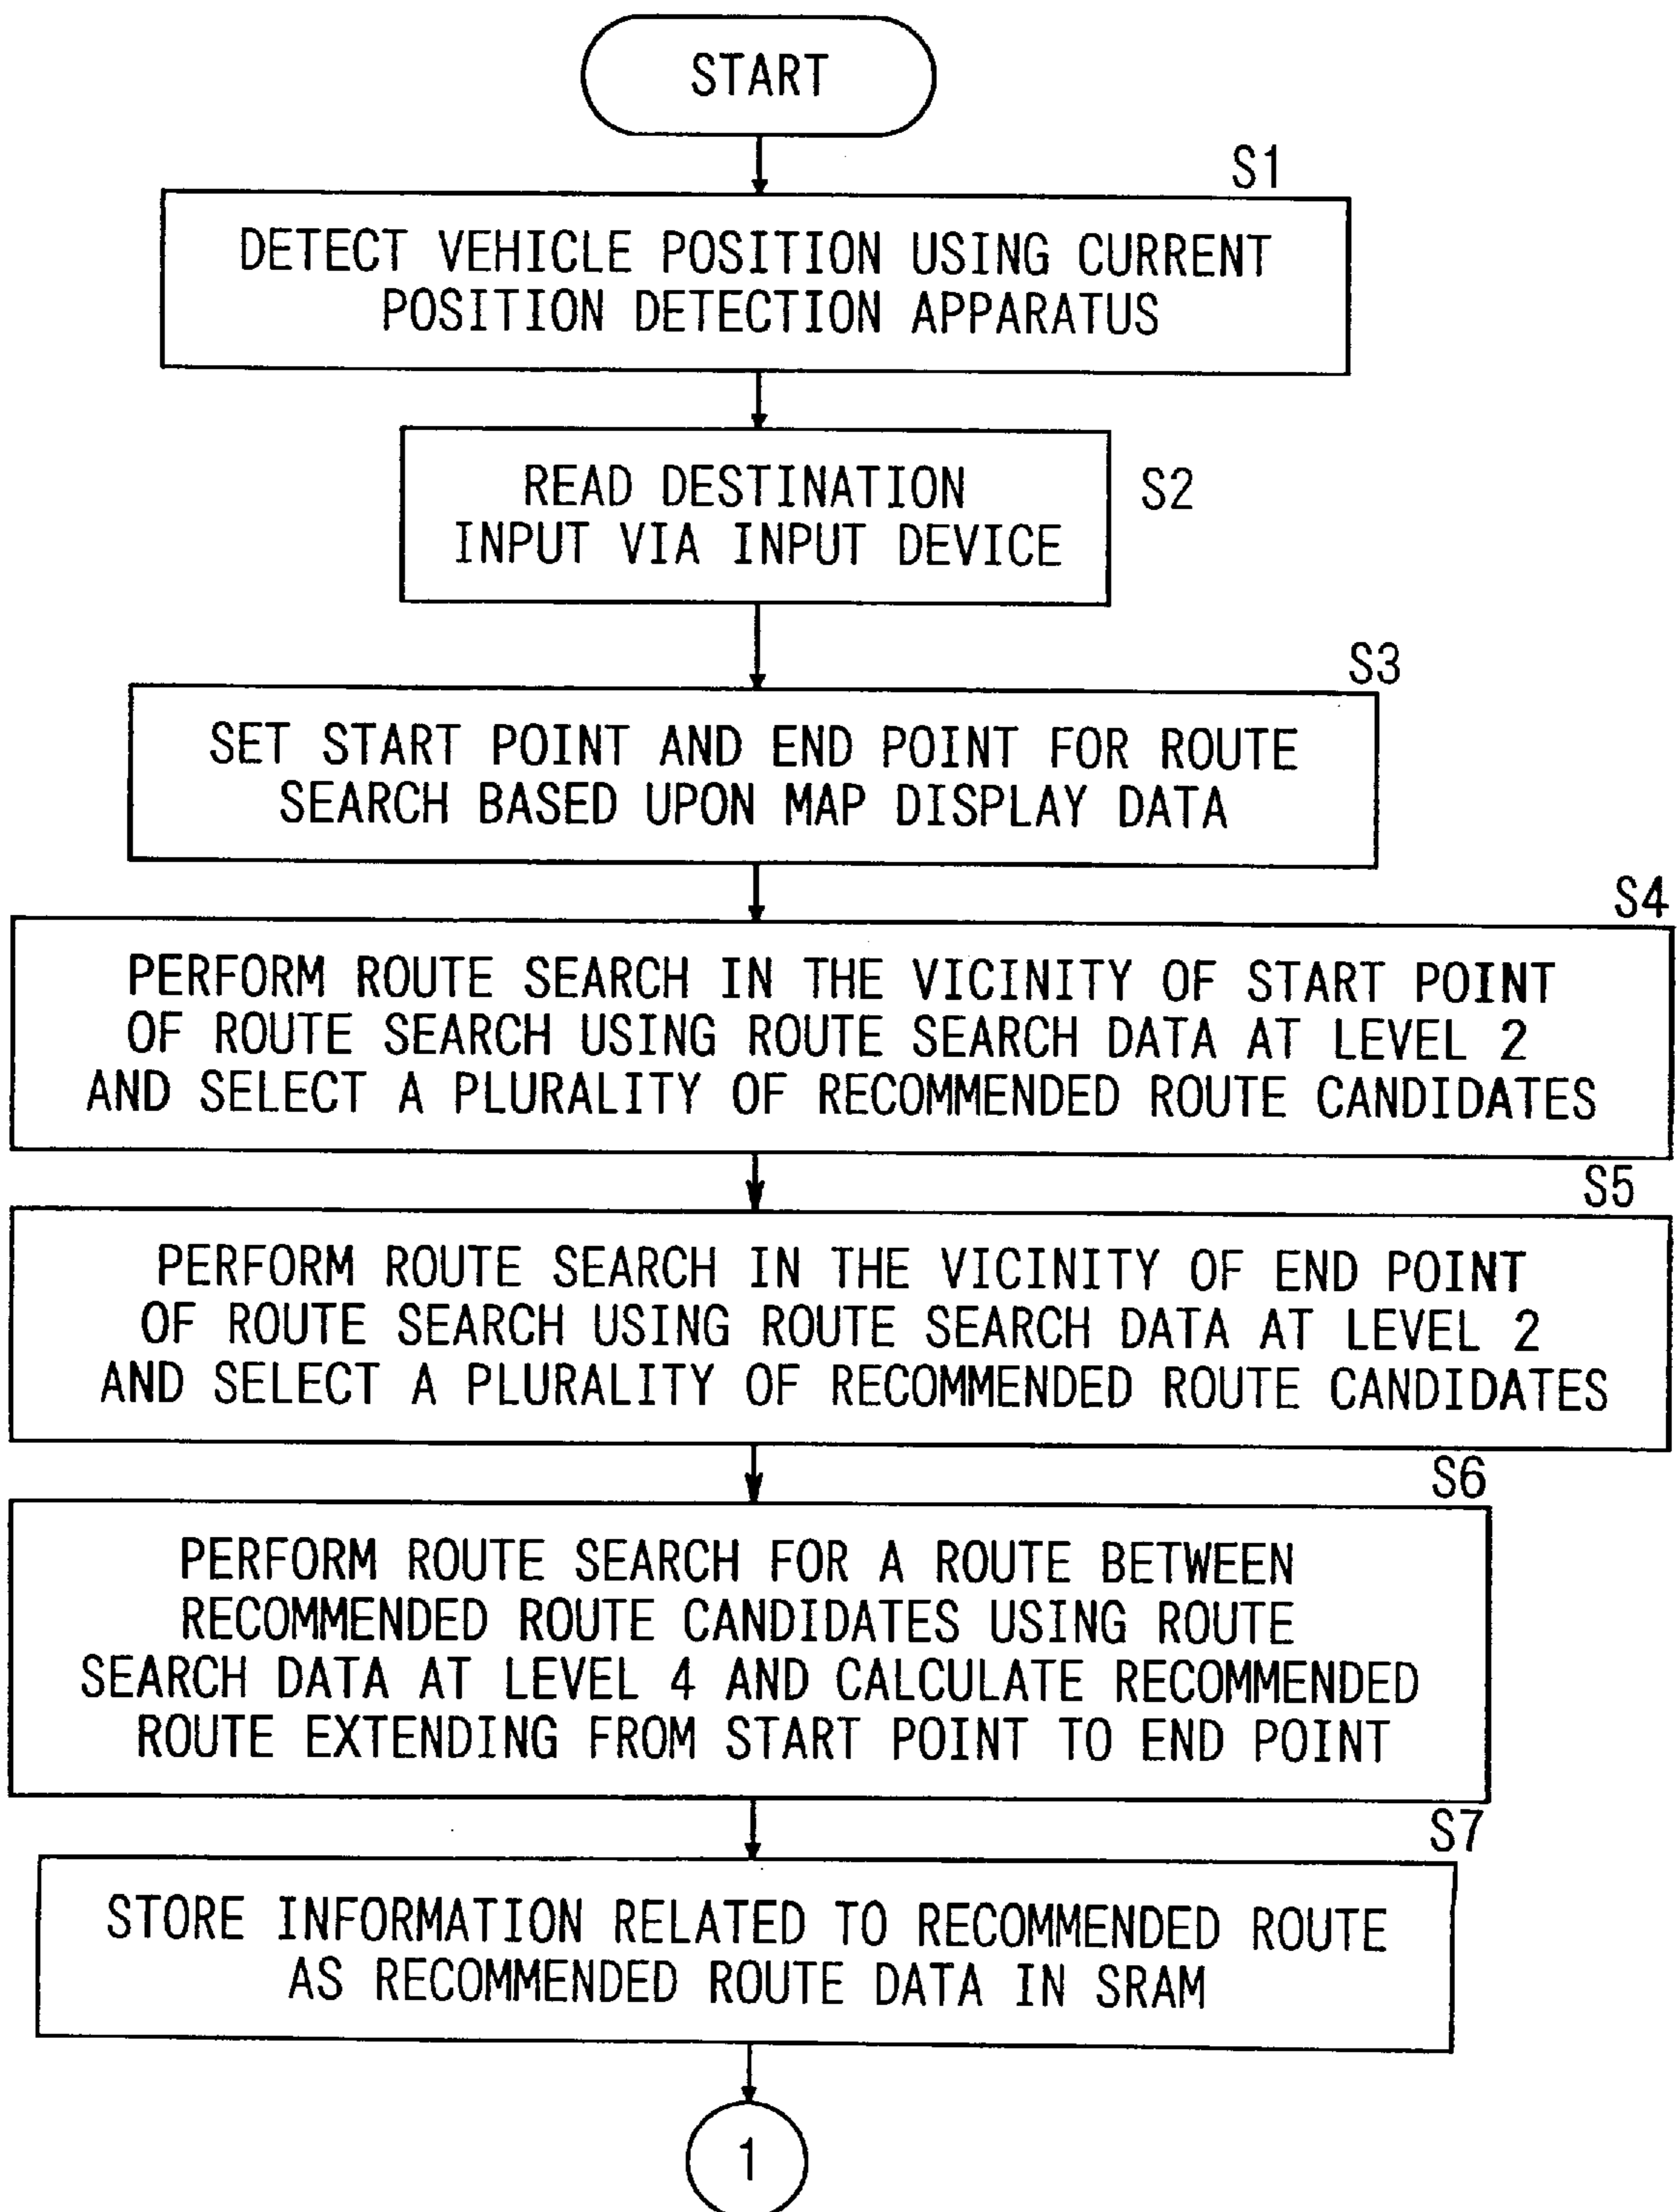 START
S1
DETECT VEHICLE POSITION USING CURRENT
POSITION DETECTION APPARATUS
READ DESTINATION
INPUT VIA INPUT DEVICE
S2
S3
SET START POINT AND END POINT FOR ROUTE
SEARCH BASED UPON MAP DISPLAY DATA
S4
PERFORM ROUTE SEARCH IN THE VICINITY OF START POINT
OF ROUTE SEARCH USING ROUTE SEARCH DATA AT LEVEL 2
AND SELECT A PLURALITY OF RECOMMENDED ROUTE CANDIDATES
S5
PERFORM ROUTE SEARCH IN THE VICINITY OF END POINT
OF ROUTE SEARCH USING ROUTE SEARCH DATA AT LEVEL 2
AND SELECT A PLURALITY OF RECOMMENDED ROUTE CANDIDATES
S6
PERFORM ROUTE SEARCH FOR A ROUTE BETWEEN
RECOMMENDED ROUTE CANDIDATES USING ROUTE
SEARCH DATA AT LEVEL 4 AND CALCULATE RECOMMENDED
ROUTE EXTENDING FROM START POINT TO END POINT
S7
STORE INFORMATION RELATED TO RECOMMENDED ROUTE
AS RECOMMENDED ROUTE DATA IN SRAM
1